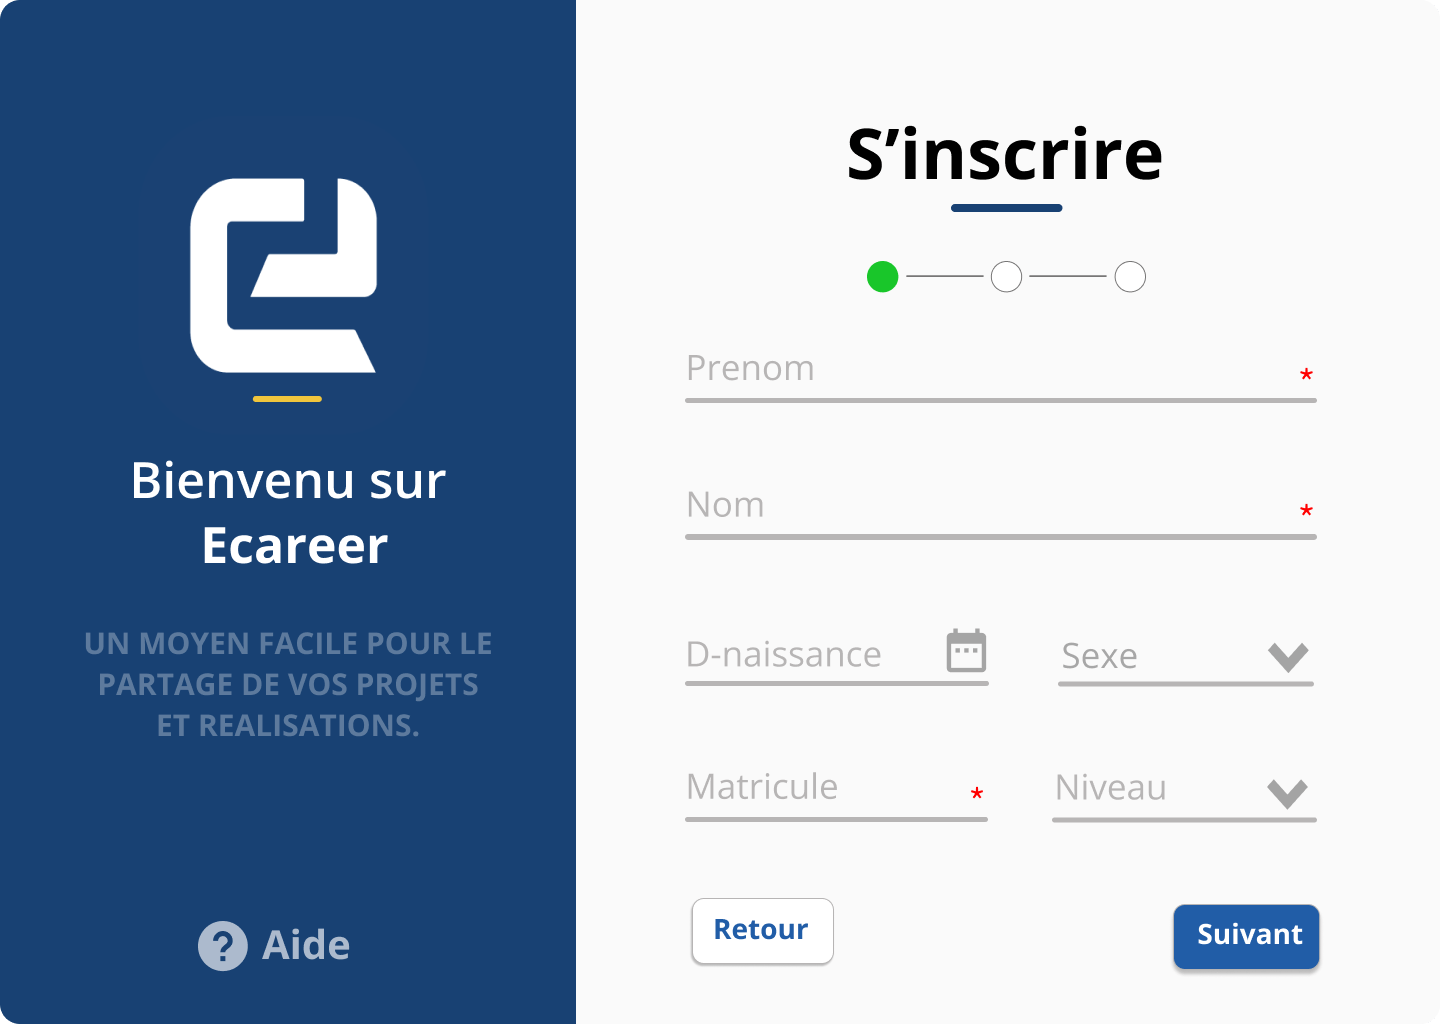 Bienvenu sur
Ecareer
UN MOYEN FACILE POUR LE
PARTAGE DE VOS PROJETS
ET REALISATIONS.
? Aide
S’inscrire
Prenom *
Nom *
D-naissance
Sexe
Matricule *
Niveau
Retour
Suivant